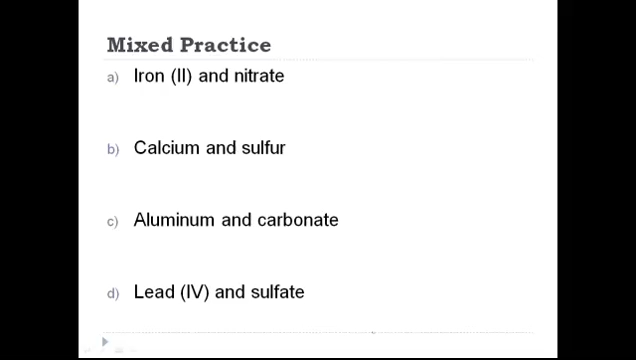 Mixed Practice
a) Iron (II) and nitrate
b) Calcium and sulfur
c) Aluminum and carbonate
d) Lead (IV) and sulfate